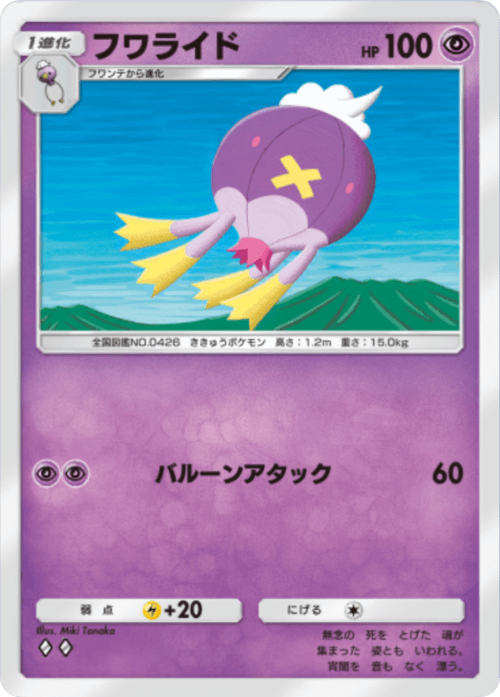 1進化 フワライド HP 100
フワンテから進化
全国図鑑NO.0426 ききゅうポケモン 高さ：1.2m 重さ：15.0kg
バルーンアタック 60
弱点 +20 にげる
Illus. Miki Tanaka
無念の 死を とげた 魂が
集まった 姿とも いわれる。
宵闇を 音も なく 漂う。